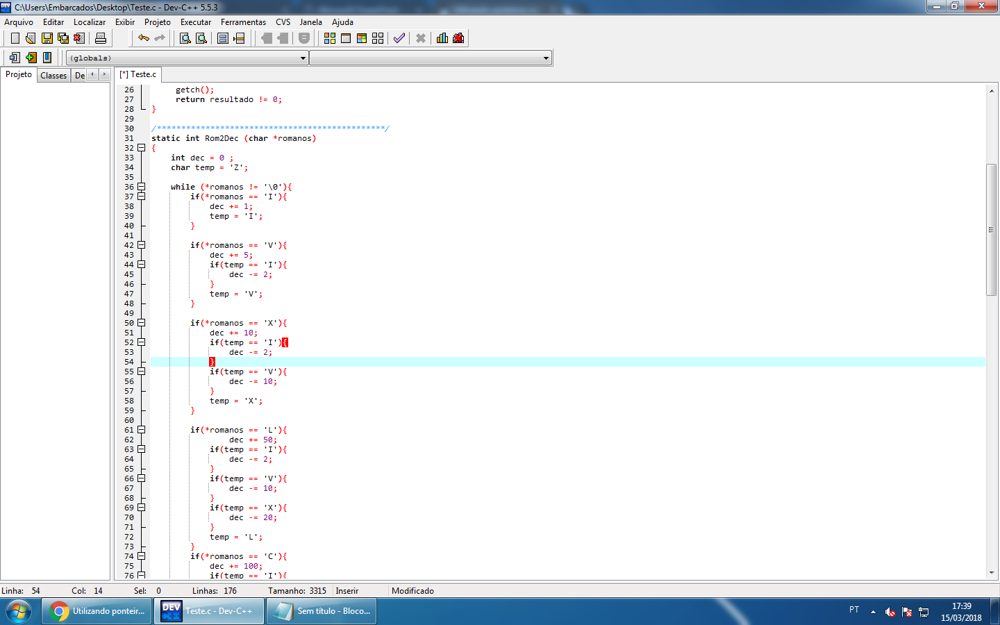 C:\Users\Embarcados\Desktop\Teste.c - Dev-C++ 5.5.3
Arquivo Editar Localizar Exibir Projeto Executar Ferramentas CVS Janela Ajuda
(globals)
Projeto Classes De
[*] Teste.c
26 getch();
27 return resultado != 0;
28 }
29
30 /***********************************************/
31 static int Rom2Dec (char *romanos)
32 {
33 int dec = 0 ;
34 char temp = 'Z';
35
36 while (*romanos != '\0'){
37 if(*romanos == 'I'){
38 dec += 1;
39 temp = 'I';
40 }
41
42 if(*romanos == 'V'){
43 dec += 5;
44 if(temp == 'I'){
45 dec -= 2;
46 }
47 temp = 'V';
48 }
49
50 if(*romanos == 'X'){
51 dec += 10;
52 if(temp == 'I'){
53 dec -= 2;
54 }
55 if(temp == 'V'){
56 dec -= 10;
57 }
58 temp = 'X';
59 }
60
61 if(*romanos == 'L'){
62 dec += 50;
63 if(temp == 'I'){
64 dec -= 2;
65 }
66 if(temp == 'V'){
67 dec -= 10;
68 }
69 if(temp == 'X'){
70 dec -= 20;
71 }
72 temp = 'L';
73 }
74 if(*romanos == 'C'){
75 dec += 100;
76 if(temp == 'I'){
Linha: 54 Col: 14 Sel: 0 Linhas: 176 Tamanho: 3315 Inserir Modificado
Utilizando ponteir... DEV Teste.c - Dev-C++ Sem título - Bloco... PT 17:39
15/03/2018